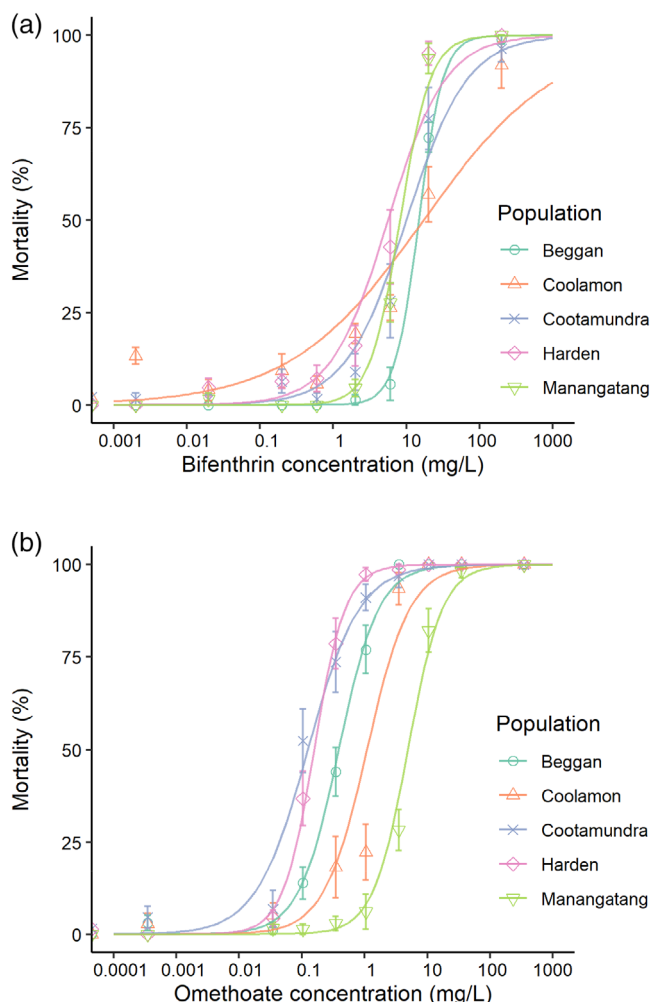 (a)
100
75
50
25
0
Mortality (%)
Population
Beggan
Coolamon
Cootamundra
Harden
Manangatang
0.001 0.01 0.1 1 10 100 1000
Bifenthrin concentration (mg/L)
(b)
100
75
50
25
0
Mortality (%)
Population
Beggan
Coolamon
Cootamundra
Harden
Manangatang
0.0001 0.001 0.01 0.1 1 10 100 1000
Omethoate concentration (mg/L)